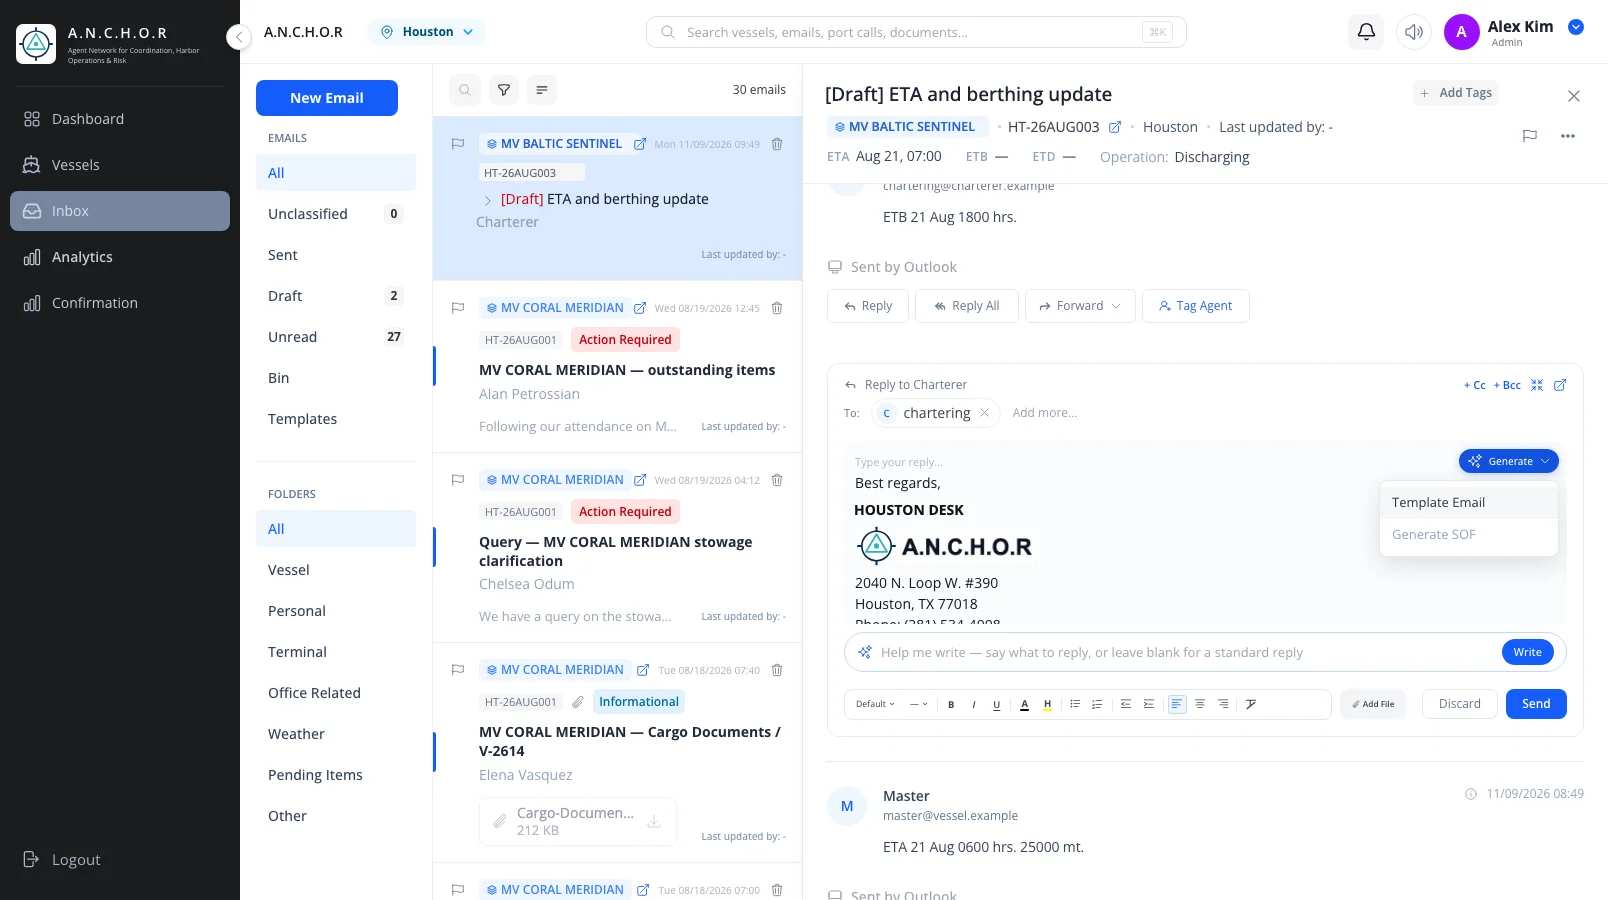 A.N.C.H.O.R
Agent Network for Coordination, Harbor
Operations & Risk
Dashboard
Vessels
Inbox
Analytics
Confirmation
Logout
A.N.C.H.O.R
Houston
Search vessels, emails, port calls, documents...
⌘K
A
Alex Kim
Admin
New Email
EMAILS
All
Unclassified 0
Sent
Draft 2
Unread 27
Bin
Templates
FOLDERS
All
Vessel
Personal
Terminal
Office Related
Weather
Pending Items
Other
30 emails
MV BALTIC SENTINEL Mon 11/09/2026 09:49
HT-26AUG003
[Draft] ETA and berthing update
Charterer
Last updated by: -
MV CORAL MERIDIAN Wed 08/19/2026 12:45
HT-26AUG001 Action Required
MV CORAL MERIDIAN — outstanding items
Alan Petrossian
Following our attendance on M... Last updated by: -
MV CORAL MERIDIAN Wed 08/19/2026 04:12
HT-26AUG001 Action Required
Query — MV CORAL MERIDIAN stowage
clarification
Chelsea Odum
We have a query on the stowa... Last updated by: -
MV CORAL MERIDIAN Tue 08/18/2026 07:40
HT-26AUG001 Informational
MV CORAL MERIDIAN — Cargo Documents /
V-2614
Elena Vasquez
Cargo-Documen...
212 KB
Last updated by: -
MV CORAL MERIDIAN Tue 08/18/2026 07:00
[Draft] ETA and berthing update
+ Add Tags
MV BALTIC SENTINEL • HT-26AUG003 • Houston • Last updated by: -
ETA Aug 21, 07:00 ETB — ETD — Operation: Discharging
chartering@charterer.example
ETB 21 Aug 1800 hrs.
Sent by Outlook
Reply
Reply All
Forward
Tag Agent
Reply to Charterer
+ Cc + Bcc
To: C chartering Add more...
Type your reply...
Generate
Template Email
Generate SOF
Best regards,
HOUSTON DESK
A.N.C.H.O.R
2040 N. Loop W. #390
Houston, TX 77018
Phone: (281) 534-4008
Help me write — say what to reply, or leave blank for a standard reply
Write
Default — B I U A H
Add File
Discard
Send
M
Master 11/09/2026 08:49
master@vessel.example
ETA 21 Aug 0600 hrs. 25000 mt.
Sent by Outlook